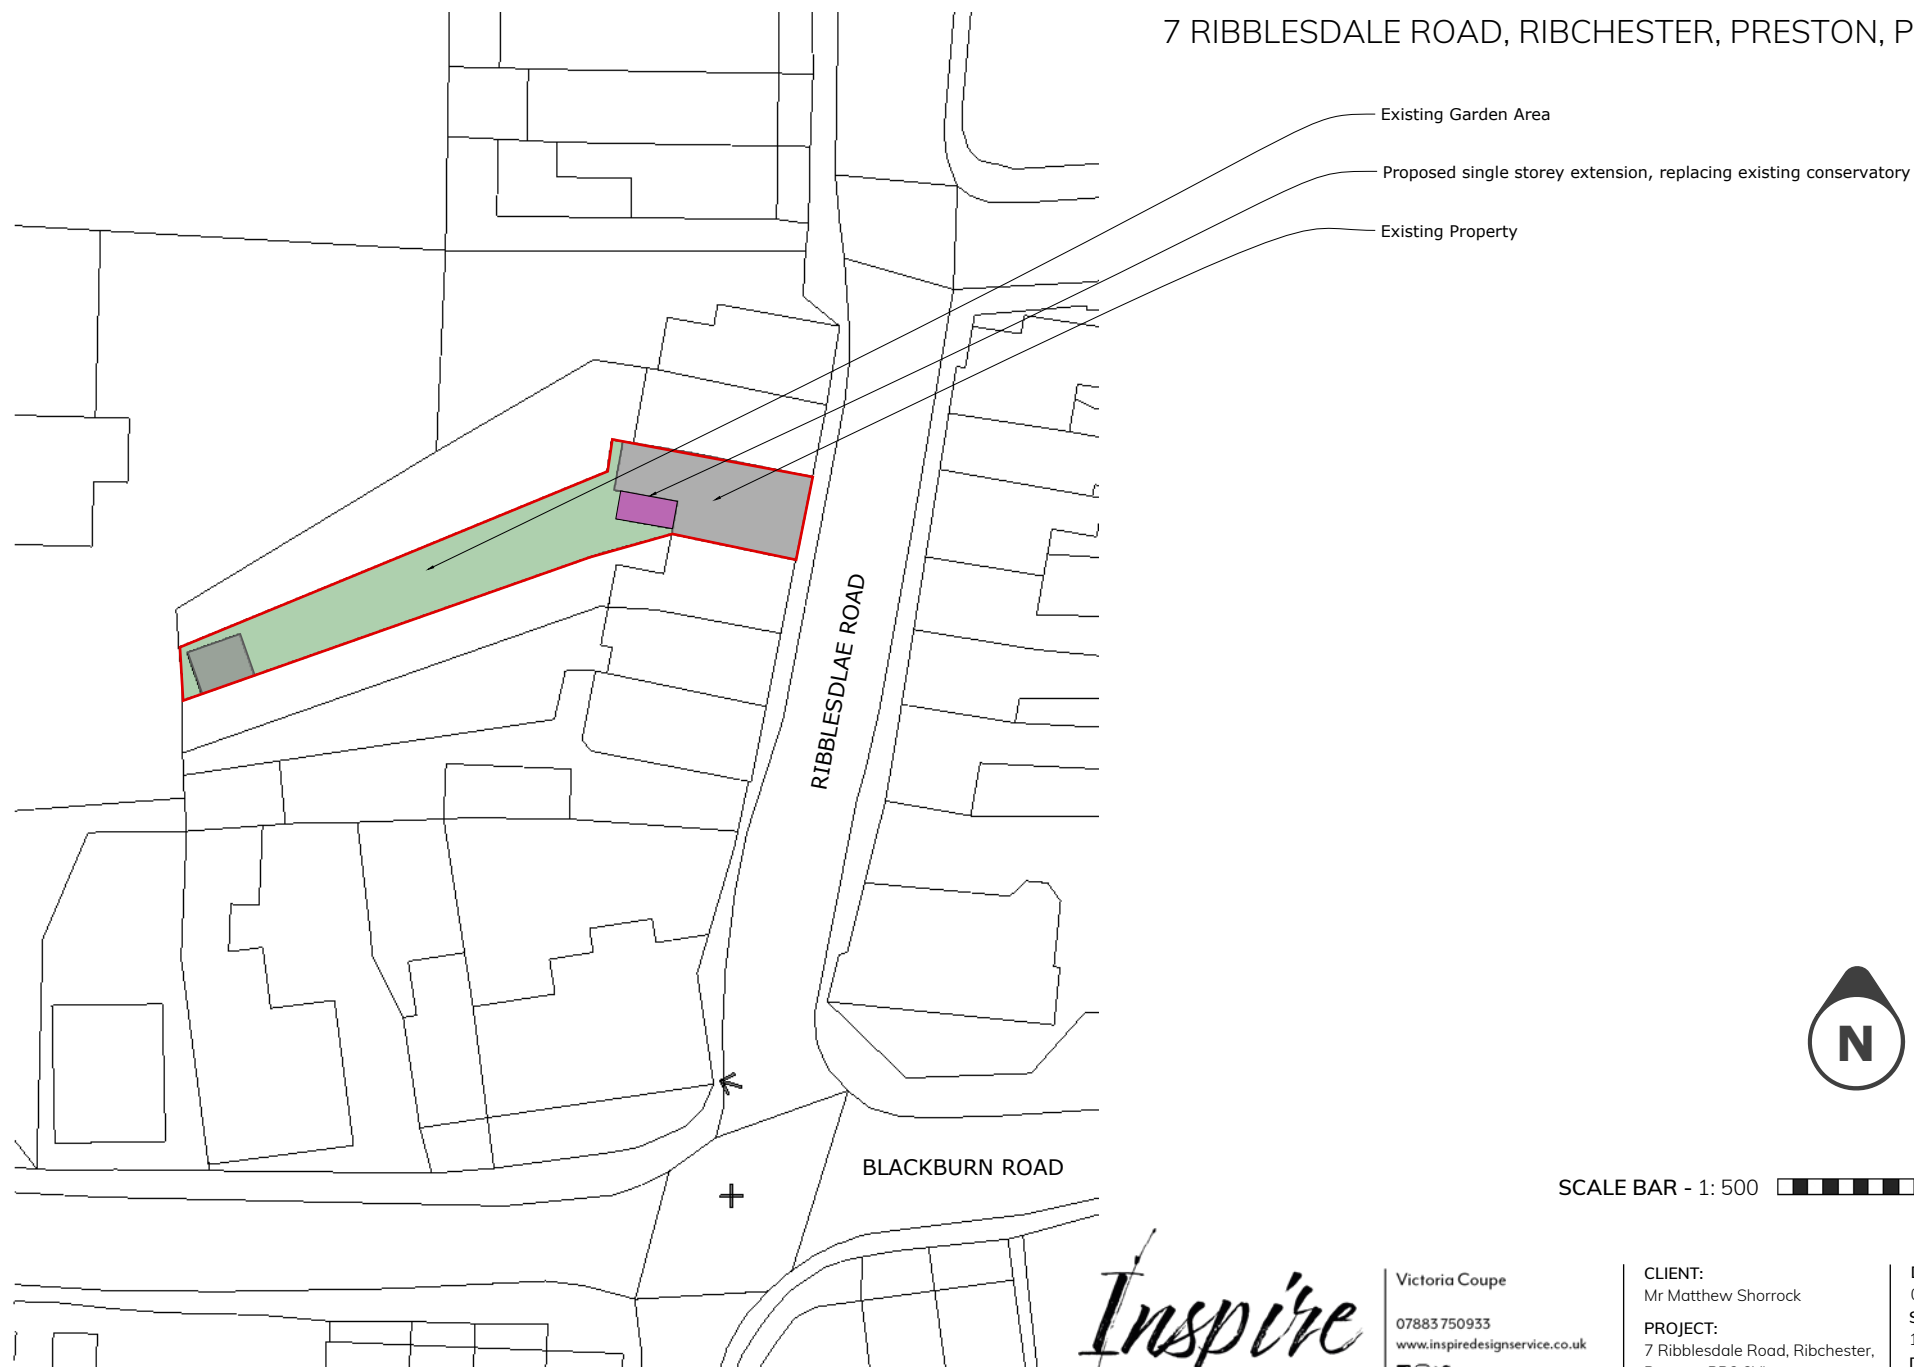 7 RIBBLESDALE ROAD, RIBCHESTER, PRESTON, P
Existing Garden Area
Proposed single storey extension, replacing existing conservatory
Existing Property
RIBBLESDLAE ROAD
N
BLACKBURN ROAD
SCALE BAR - 1: 500
Inspire
Victoria Coupe
07883 750933
www.inspiredesignservice.co.uk
CLIENT:
Mr Matthew Shorrock
PROJECT:
7 Ribblesdale Road, Ribchester,